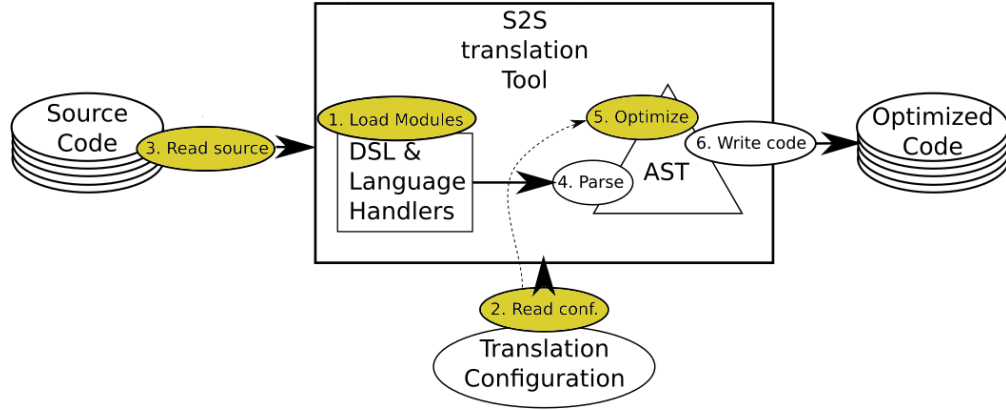 S2S
translation
Tool
Source
Code
3. Read source
1. Load Modules
DSL &
Language
Handlers
4. Parse
5. Optimize
AST
6. Write code
Optimized
Code
2. Read conf.
Translation
Configuration